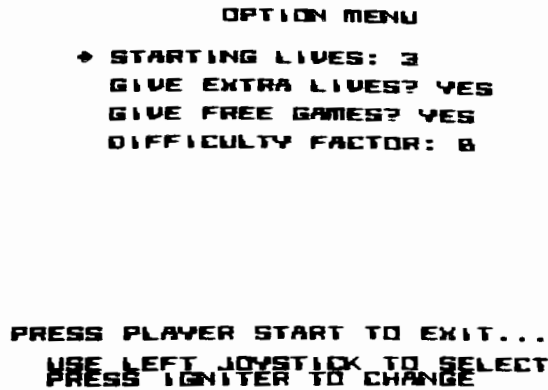 OPTION MENU
→ STARTING LIVES: 3
GIVE EXTRA LIVES? YES
GIVE FREE GAMES? YES
DIFFICULTY FACTOR: B
PRESS PLAYER START TO EXIT...
USE LEFT JOYSTICK TO SELECT
PRESS IGNITER TO CHANGE